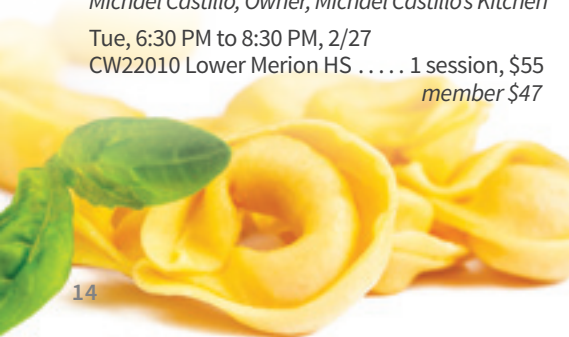 Michael Castillo, Owner, Michael Castillo's Kitchen
Tue, 6:30 PM to 8:30 PM, 2/27
CW22010 Lower Merion HS ..... 1 session, $55
member $47
14